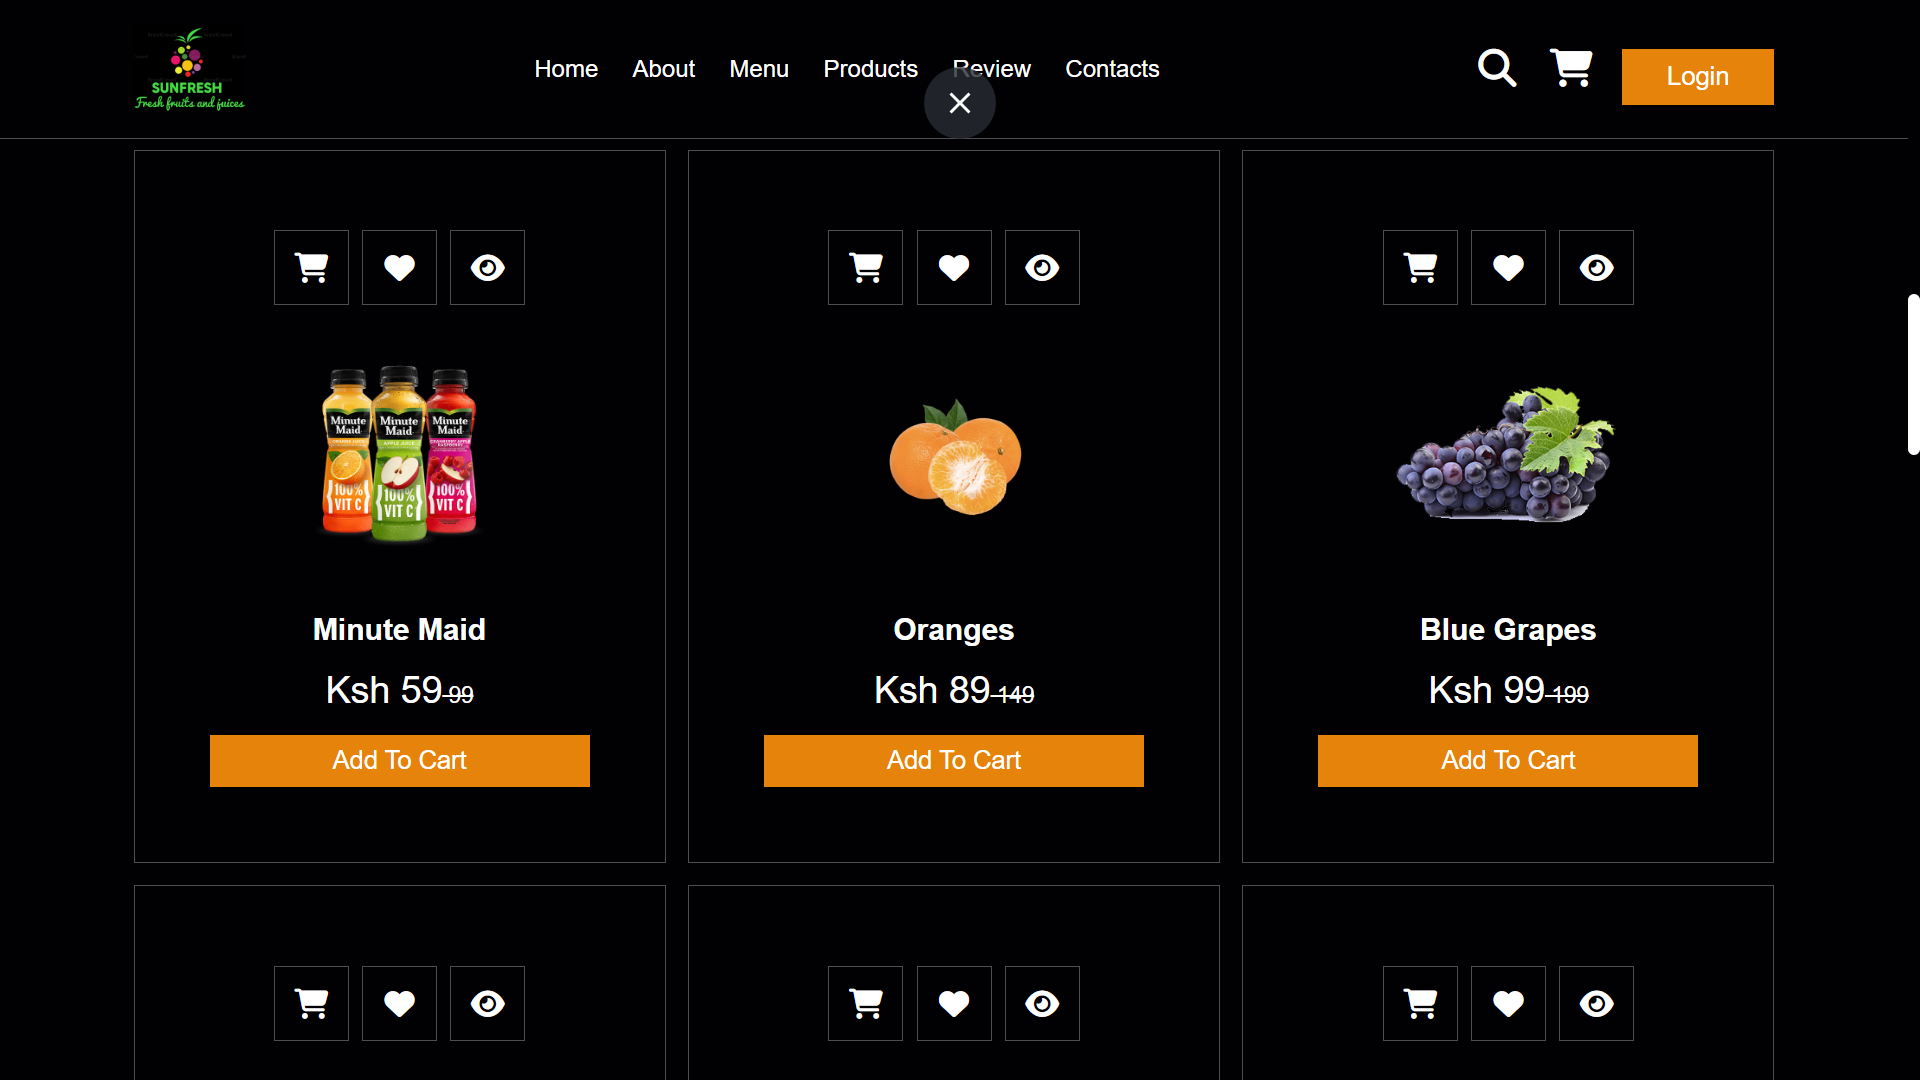 SUNFRESH
Fresh fruits and juices
Home About Menu Products Review Contacts
Login
Minute Maid
Minute Maid
Minute Maid
APPLE JUICE
100% VIT C
100% VIT C
100% VIT C
Minute Maid
Ksh 59 99
Add To Cart
Oranges
Ksh 89 149
Add To Cart
Blue Grapes
Ksh 99 199
Add To Cart